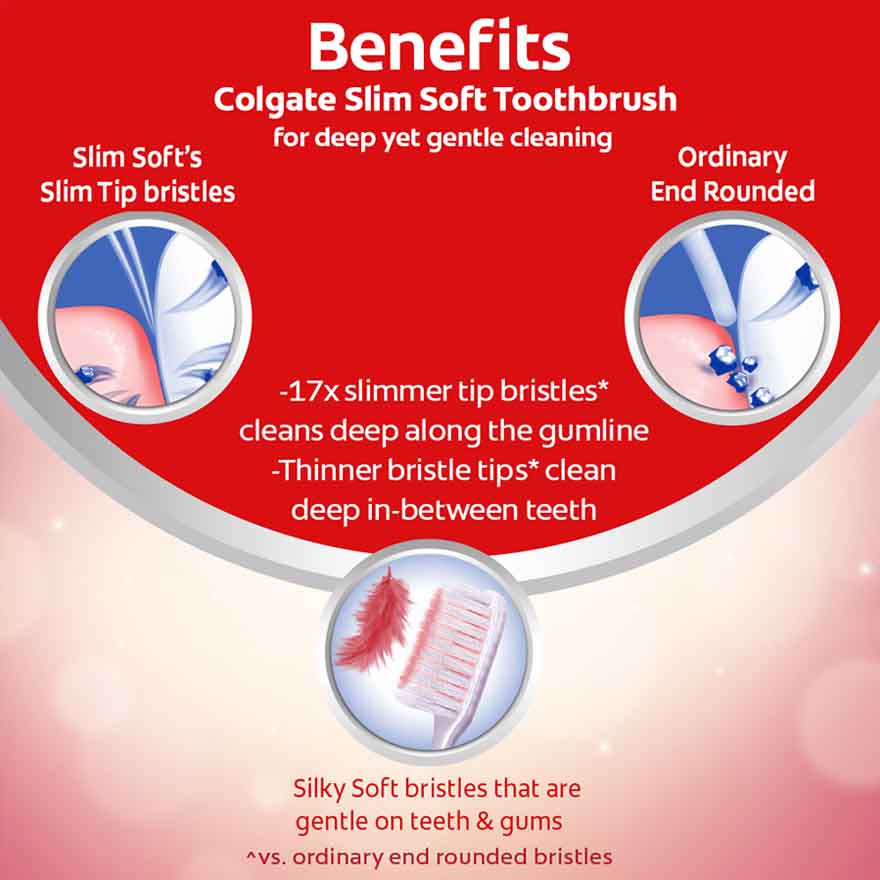 Benefits
Colgate Slim Soft Toothbrush
for deep yet gentle cleaning
Slim Soft's
Slim Tip bristles
Ordinary
End Rounded
-17x slimmer tip bristles*
cleans deep along the gumline
-Thinner bristle tips* clean
deep in-between teeth
Silky Soft bristles that are
gentle on teeth & gums
^vs. ordinary end rounded bristles